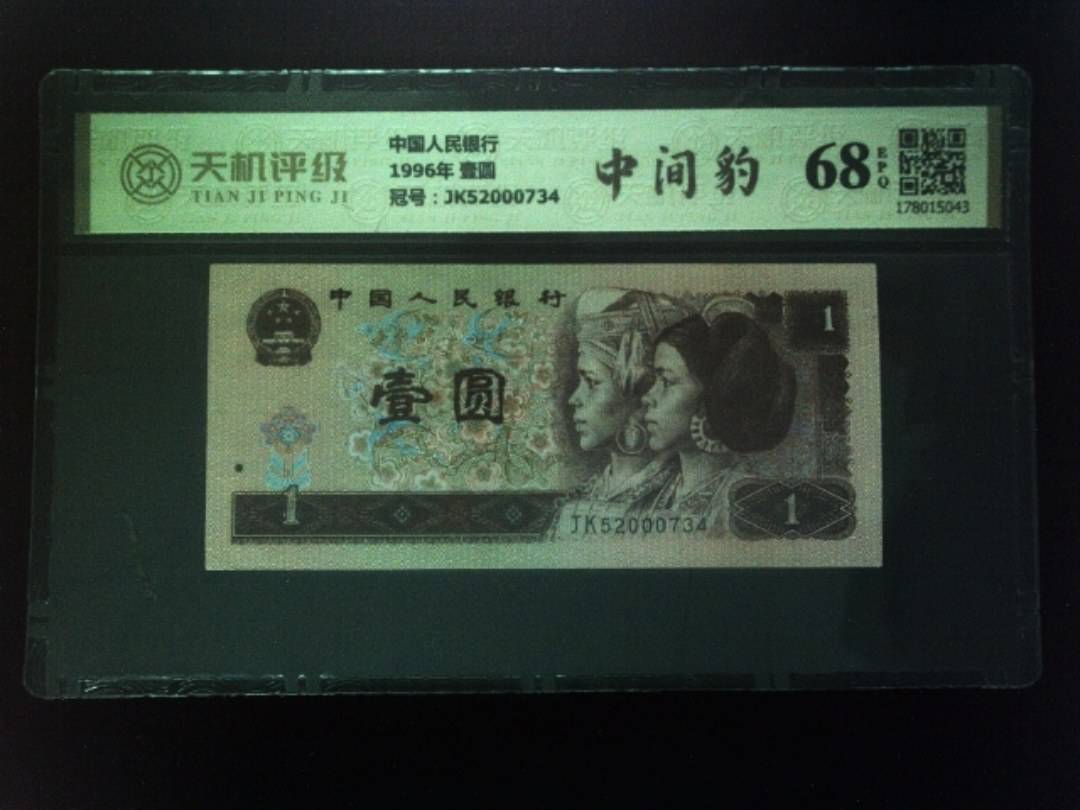 天机评级
TIAN JI PING JI
中国人民银行
1996年 壹圆
冠号：JK52000734
中间豹
68
EPQ
178015043
中国人民银行
1
壹圆
1
JK52000734
1